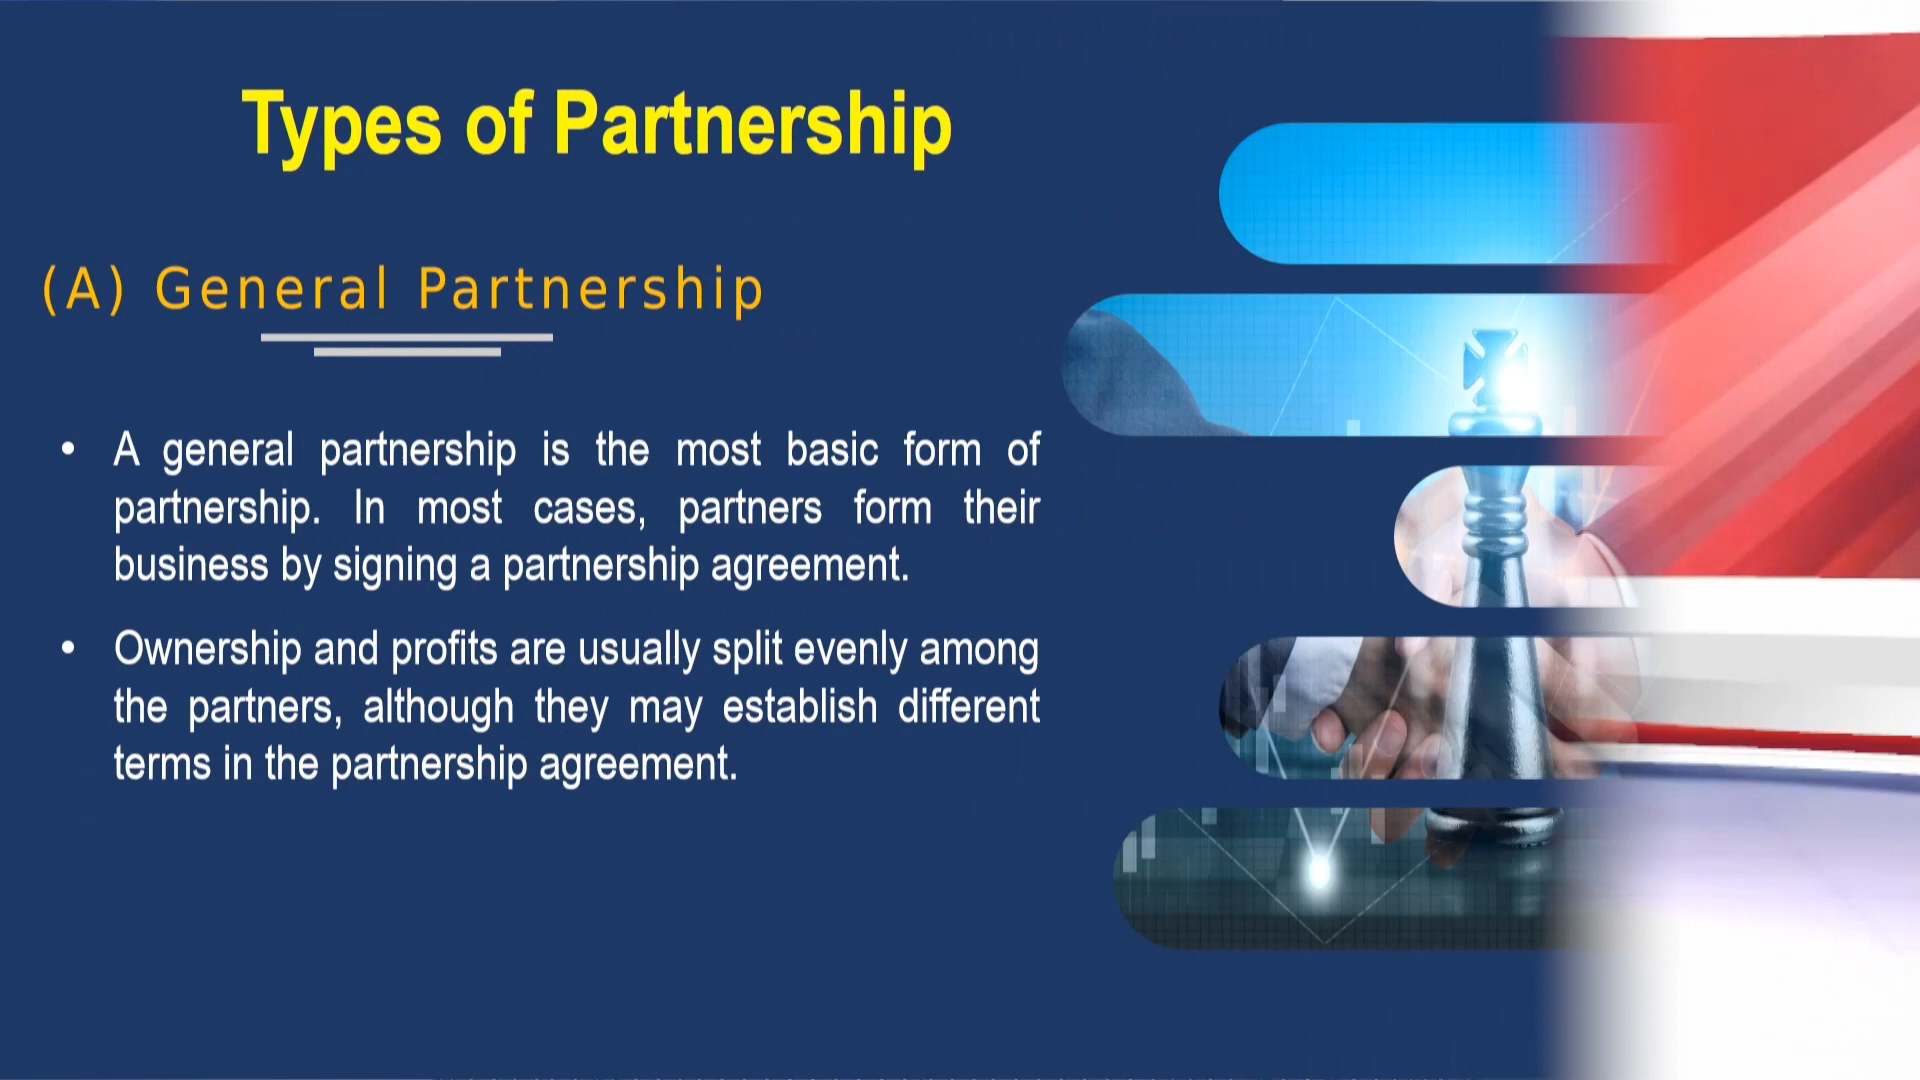 Types of Partnership
(A) General Partnership
• A general partnership is the most basic form of
partnership. In most cases, partners form their
business by signing a partnership agreement.
• Ownership and profits are usually split evenly among
the partners, although they may establish different
terms in the partnership agreement.